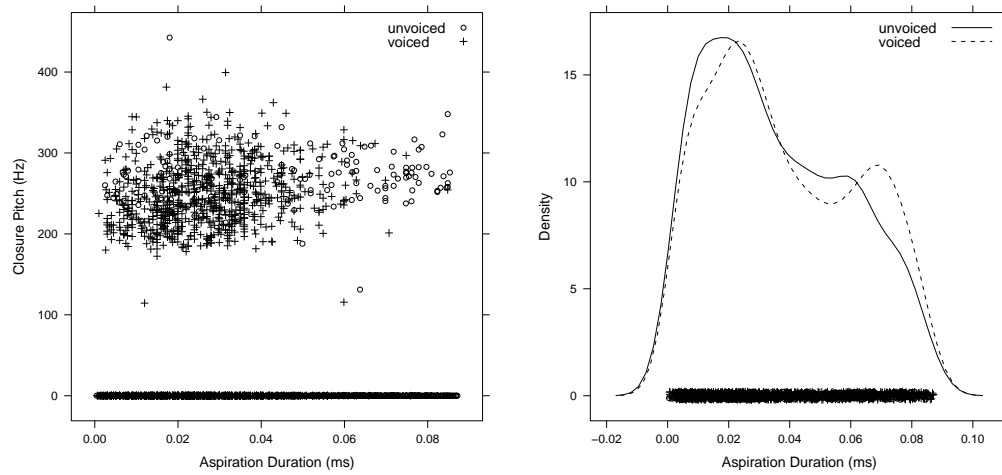 unvoiced
voiced
400
300
200
100
0
Closure Pitch (Hz)
0.00 0.02 0.04 0.06 0.08
Aspiration Duration (ms)
unvoiced
voiced
15
10
5
0
Density
−0.02 0.00 0.02 0.04 0.06 0.08 0.10
Aspiration Duration (ms)